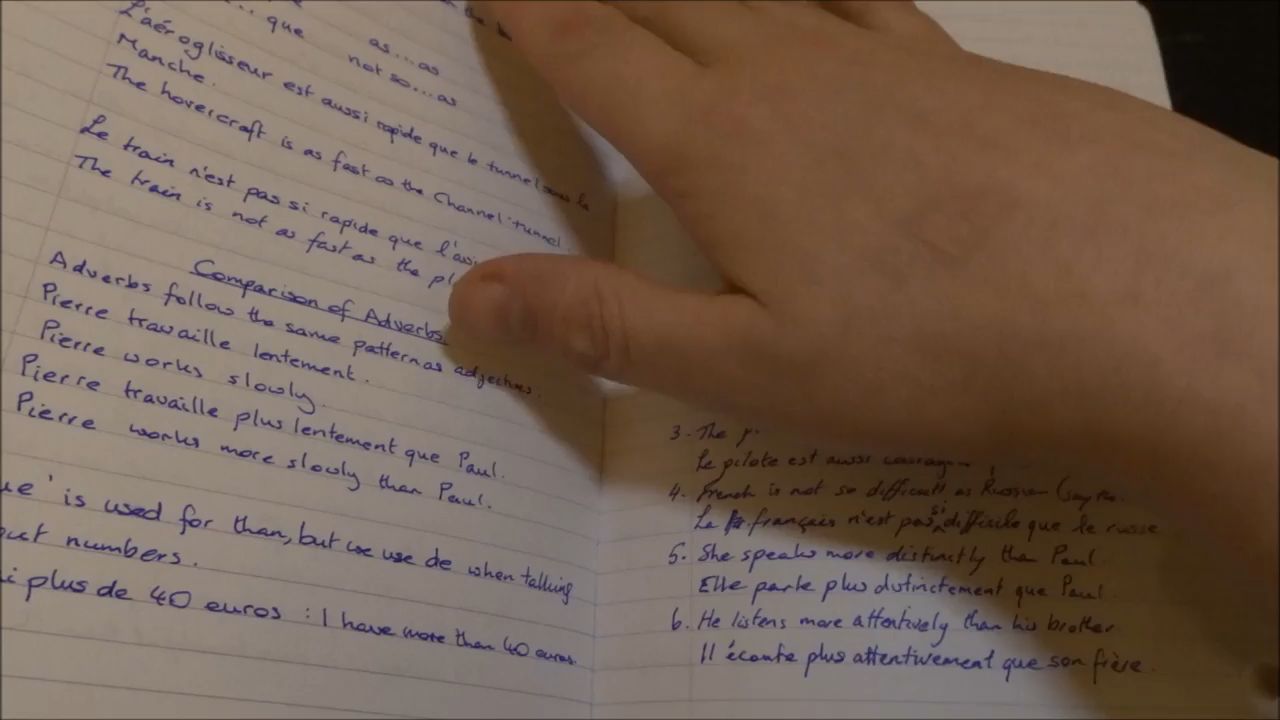 ... que as...as
not so...as
L'aéroglisseur est aussi rapide que le tunnel sous la
Manche.
The hovercraft is as fast as the Channel tunnel.
Le train n'est pas si rapide que l'avi
The train is not as fast as the pl
Comparison of Adverbs
Adverbs follow the same pattern as adjectives.
Pierre travaille lentement.
Pierre works slowly.
Pierre travaille plus lentement que Paul.
Pierre works more slowly than Paul.
ue' is used for than, but we use de when talking
out numbers.
i plus de 40 euros : I have more than 40 euros.
3. The p
Le pilote est aussi
4. French is not so difficult as Russian
Le français n'est pas si difficile que le russe
5. She speaks more distinctly than Paul.
Elle parle plus distinctement que Paul.
6. He listens more attentively than his brother
Il écoute plus attentivement que son frère.